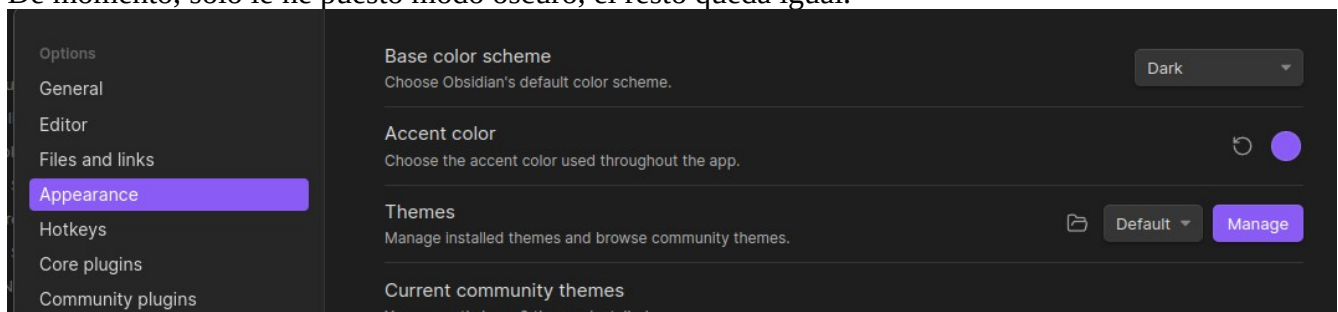 De momento, solo le he puesto modo oscuro, el resto queda igual.
Options
General
Editor
Files and links
Appearance
Hotkeys
Core plugins
Community plugins
Base color scheme
Choose Obsidian's default color scheme.
Dark
Accent color
Choose the accent color used throughout the app.
Themes
Manage installed themes and browse community themes.
Default
Manage
Current community themes